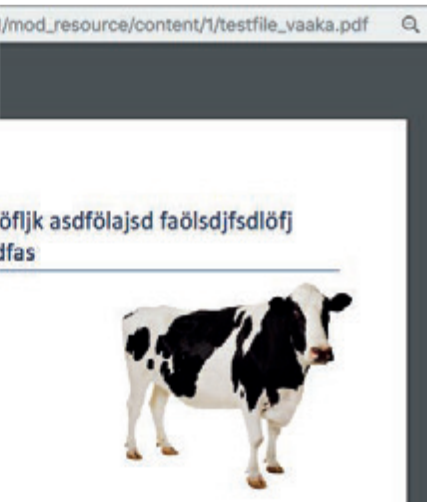 /mod_resource/content/1/testfile_vaaka.pdf
öfljk asdfölajsd faölsdjfsdlöfj
dfas